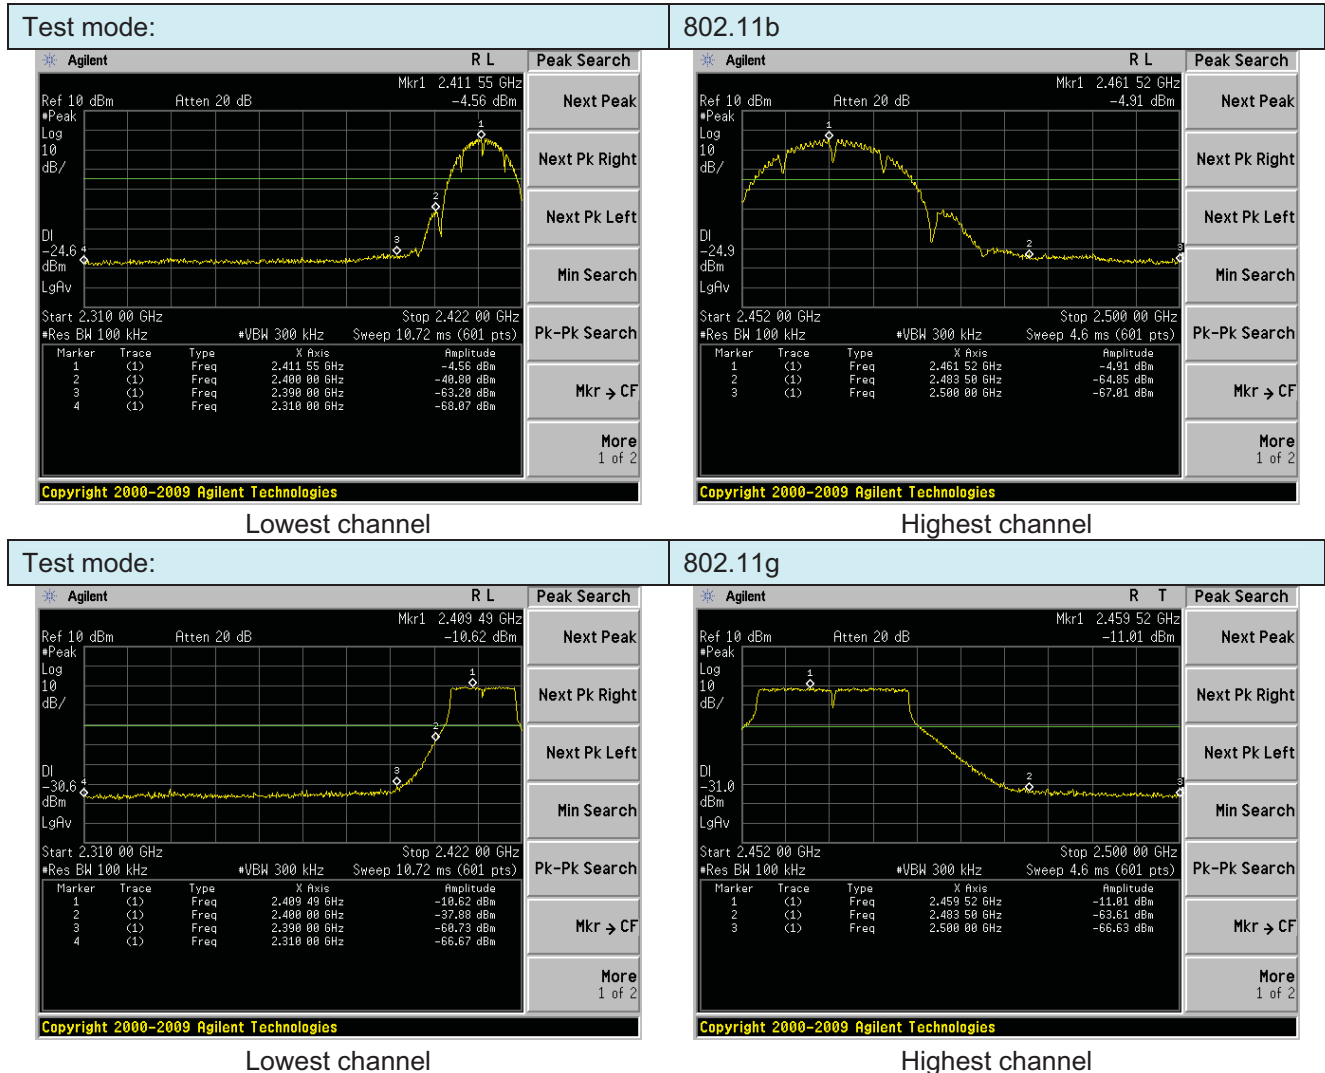 Test mode: 802.11b
Agilent R L Peak Search
Mkr1 2.411 55 GHz
Ref 10 dBm Atten 20 dB -4.56 dBm
#Peak
Log
10
dB/
1
2
3
4
DI
-24.6
dBm
LgAv
Start 2.310 00 GHz Stop 2.422 00 GHz
#Res BW 100 kHz #VBW 300 kHz Sweep 10.72 ms (601 pts)
Marker Trace Type X Axis Amplitude
1 (1) Freq 2.411 55 GHz -4.56 dBm
2 (1) Freq 2.400 00 GHz -40.80 dBm
3 (1) Freq 2.390 00 GHz -63.20 dBm
4 (1) Freq 2.310 00 GHz -68.07 dBm
Next Peak
Next Pk Right
Next Pk Left
Min Search
Pk-Pk Search
Mkr → CF
More
1 of 2
Copyright 2000-2009 Agilent Technologies
Lowest channel
Agilent R L Peak Search
Mkr1 2.461 52 GHz
Ref 10 dBm Atten 20 dB -4.91 dBm
#Peak
Log
10
dB/
1
2
3
DI
-24.9
dBm
LgAv
Start 2.452 00 GHz Stop 2.500 00 GHz
#Res BW 100 kHz #VBW 300 kHz Sweep 4.6 ms (601 pts)
Marker Trace Type X Axis Amplitude
1 (1) Freq 2.461 52 GHz -4.91 dBm
2 (1) Freq 2.483 50 GHz -64.85 dBm
3 (1) Freq 2.500 00 GHz -67.01 dBm
Next Peak
Next Pk Right
Next Pk Left
Min Search
Pk-Pk Search
Mkr → CF
More
1 of 2
Copyright 2000-2009 Agilent Technologies
Highest channel
Test mode: 802.11g
Agilent R L Peak Search
Mkr1 2.409 49 GHz
Ref 10 dBm Atten 20 dB -10.62 dBm
#Peak
Log
10
dB/
1
2
3
4
DI
-30.6
dBm
LgAv
Start 2.310 00 GHz Stop 2.422 00 GHz
#Res BW 100 kHz #VBW 300 kHz Sweep 10.72 ms (601 pts)
Marker Trace Type X Axis Amplitude
1 (1) Freq 2.409 49 GHz -10.62 dBm
2 (1) Freq 2.400 00 GHz -37.88 dBm
3 (1) Freq 2.390 00 GHz -60.73 dBm
4 (1) Freq 2.310 00 GHz -66.67 dBm
Next Peak
Next Pk Right
Next Pk Left
Min Search
Pk-Pk Search
Mkr → CF
More
1 of 2
Copyright 2000-2009 Agilent Technologies
Lowest channel
Agilent R T Peak Search
Mkr1 2.459 52 GHz
Ref 10 dBm Atten 20 dB -11.01 dBm
#Peak
Log
10
dB/
1
2
3
DI
-31.0
dBm
LgAv
Start 2.452 00 GHz Stop 2.500 00 GHz
#Res BW 100 kHz #VBW 300 kHz Sweep 4.6 ms (601 pts)
Marker Trace Type X Axis Amplitude
1 (1) Freq 2.459 52 GHz -11.01 dBm
2 (1) Freq 2.483 50 GHz -63.61 dBm
3 (1) Freq 2.500 00 GHz -66.63 dBm
Next Peak
Next Pk Right
Next Pk Left
Min Search
Pk-Pk Search
Mkr → CF
More
1 of 2
Copyright 2000-2009 Agilent Technologies
Highest channel